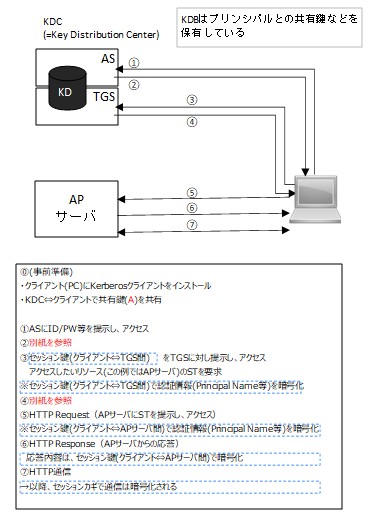 KDC
(=Key Distribution Center)
KDBはプリンシパルとの共有鍵などを
保有している
AS
KD
TGS
①
②
③
④
AP
サーバ
⑤
⑥
⑦
⓪(事前準備)
・クライアント(PC)にKerberosクライアントをインストール
・KDC⇔クライアントで共有鍵(A)を共有
①ASにID/PW等を提示し、アクセス
②別紙を参照
③セッション鍵(クライアント⇔TGS間) をTGSに対し提示し、アクセス
アクセスしたいリソース(この例ではAPサーバ)のSTを要求
※セッション鍵(クライアント⇔TGS間)で認証情報(Principal Name等)を暗号化
④別紙を参照
⑤HTTP Request（APサーバにSTを提示し、アクセス）
※セッション鍵(クライアント⇔APサーバ間)で認証情報(Principal Name等)を暗号化
⑥HTTP Response（APサーバからの応答）
応答内容は、セッション鍵(クライアント⇔APサーバ間)で暗号化
⑦HTTP通信
→以降、セッションカギで通信は暗号化される